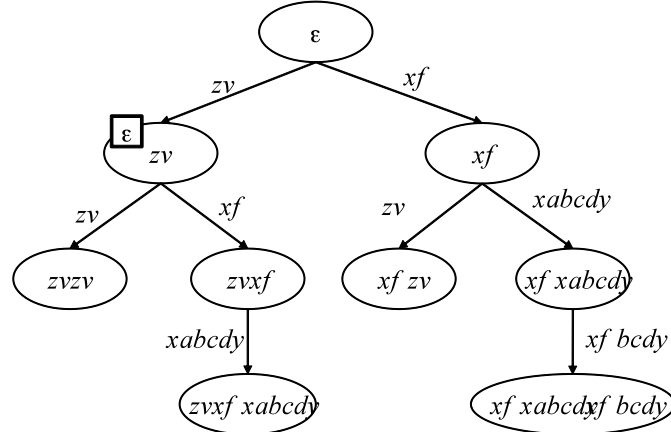 ε
zv xf
ε
zv xf
zv xf zv xabcdy
zvzv zvxf xf zv xf xabcdy
xabcdy xf bcdy
zvxf xabcdy xf xabcdy xf bcdy